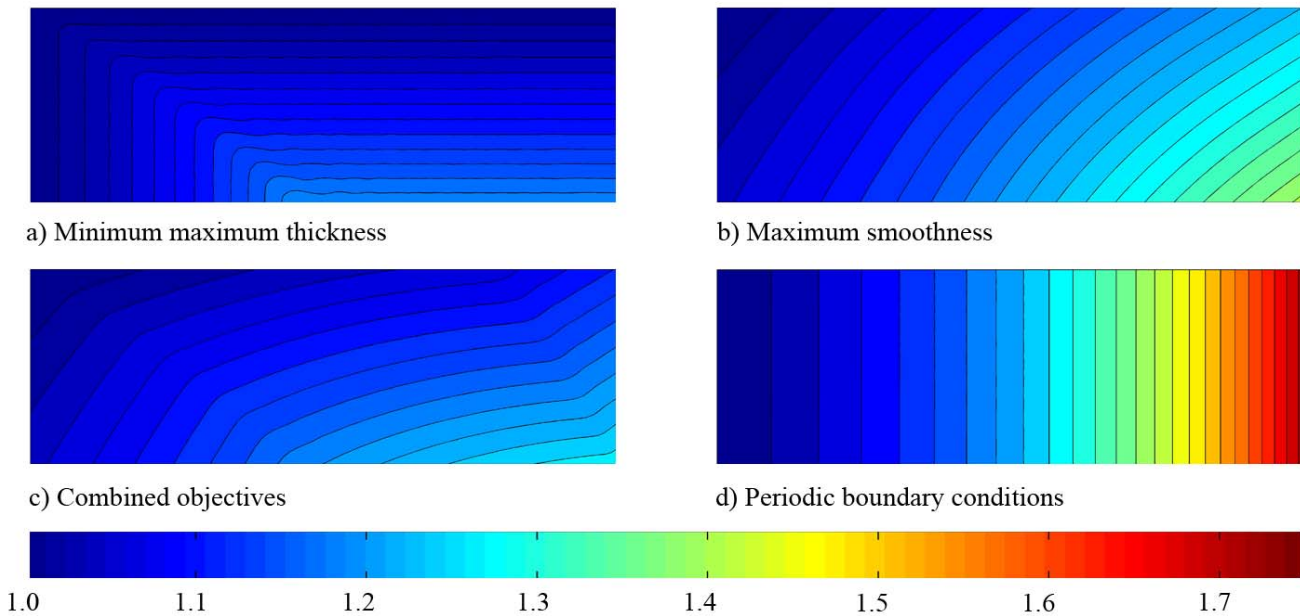 a) Minimum maximum thickness
b) Maximum smoothness
c) Combined objectives
d) Periodic boundary conditions
1.0 1.1 1.2 1.3 1.4 1.5 1.6 1.7